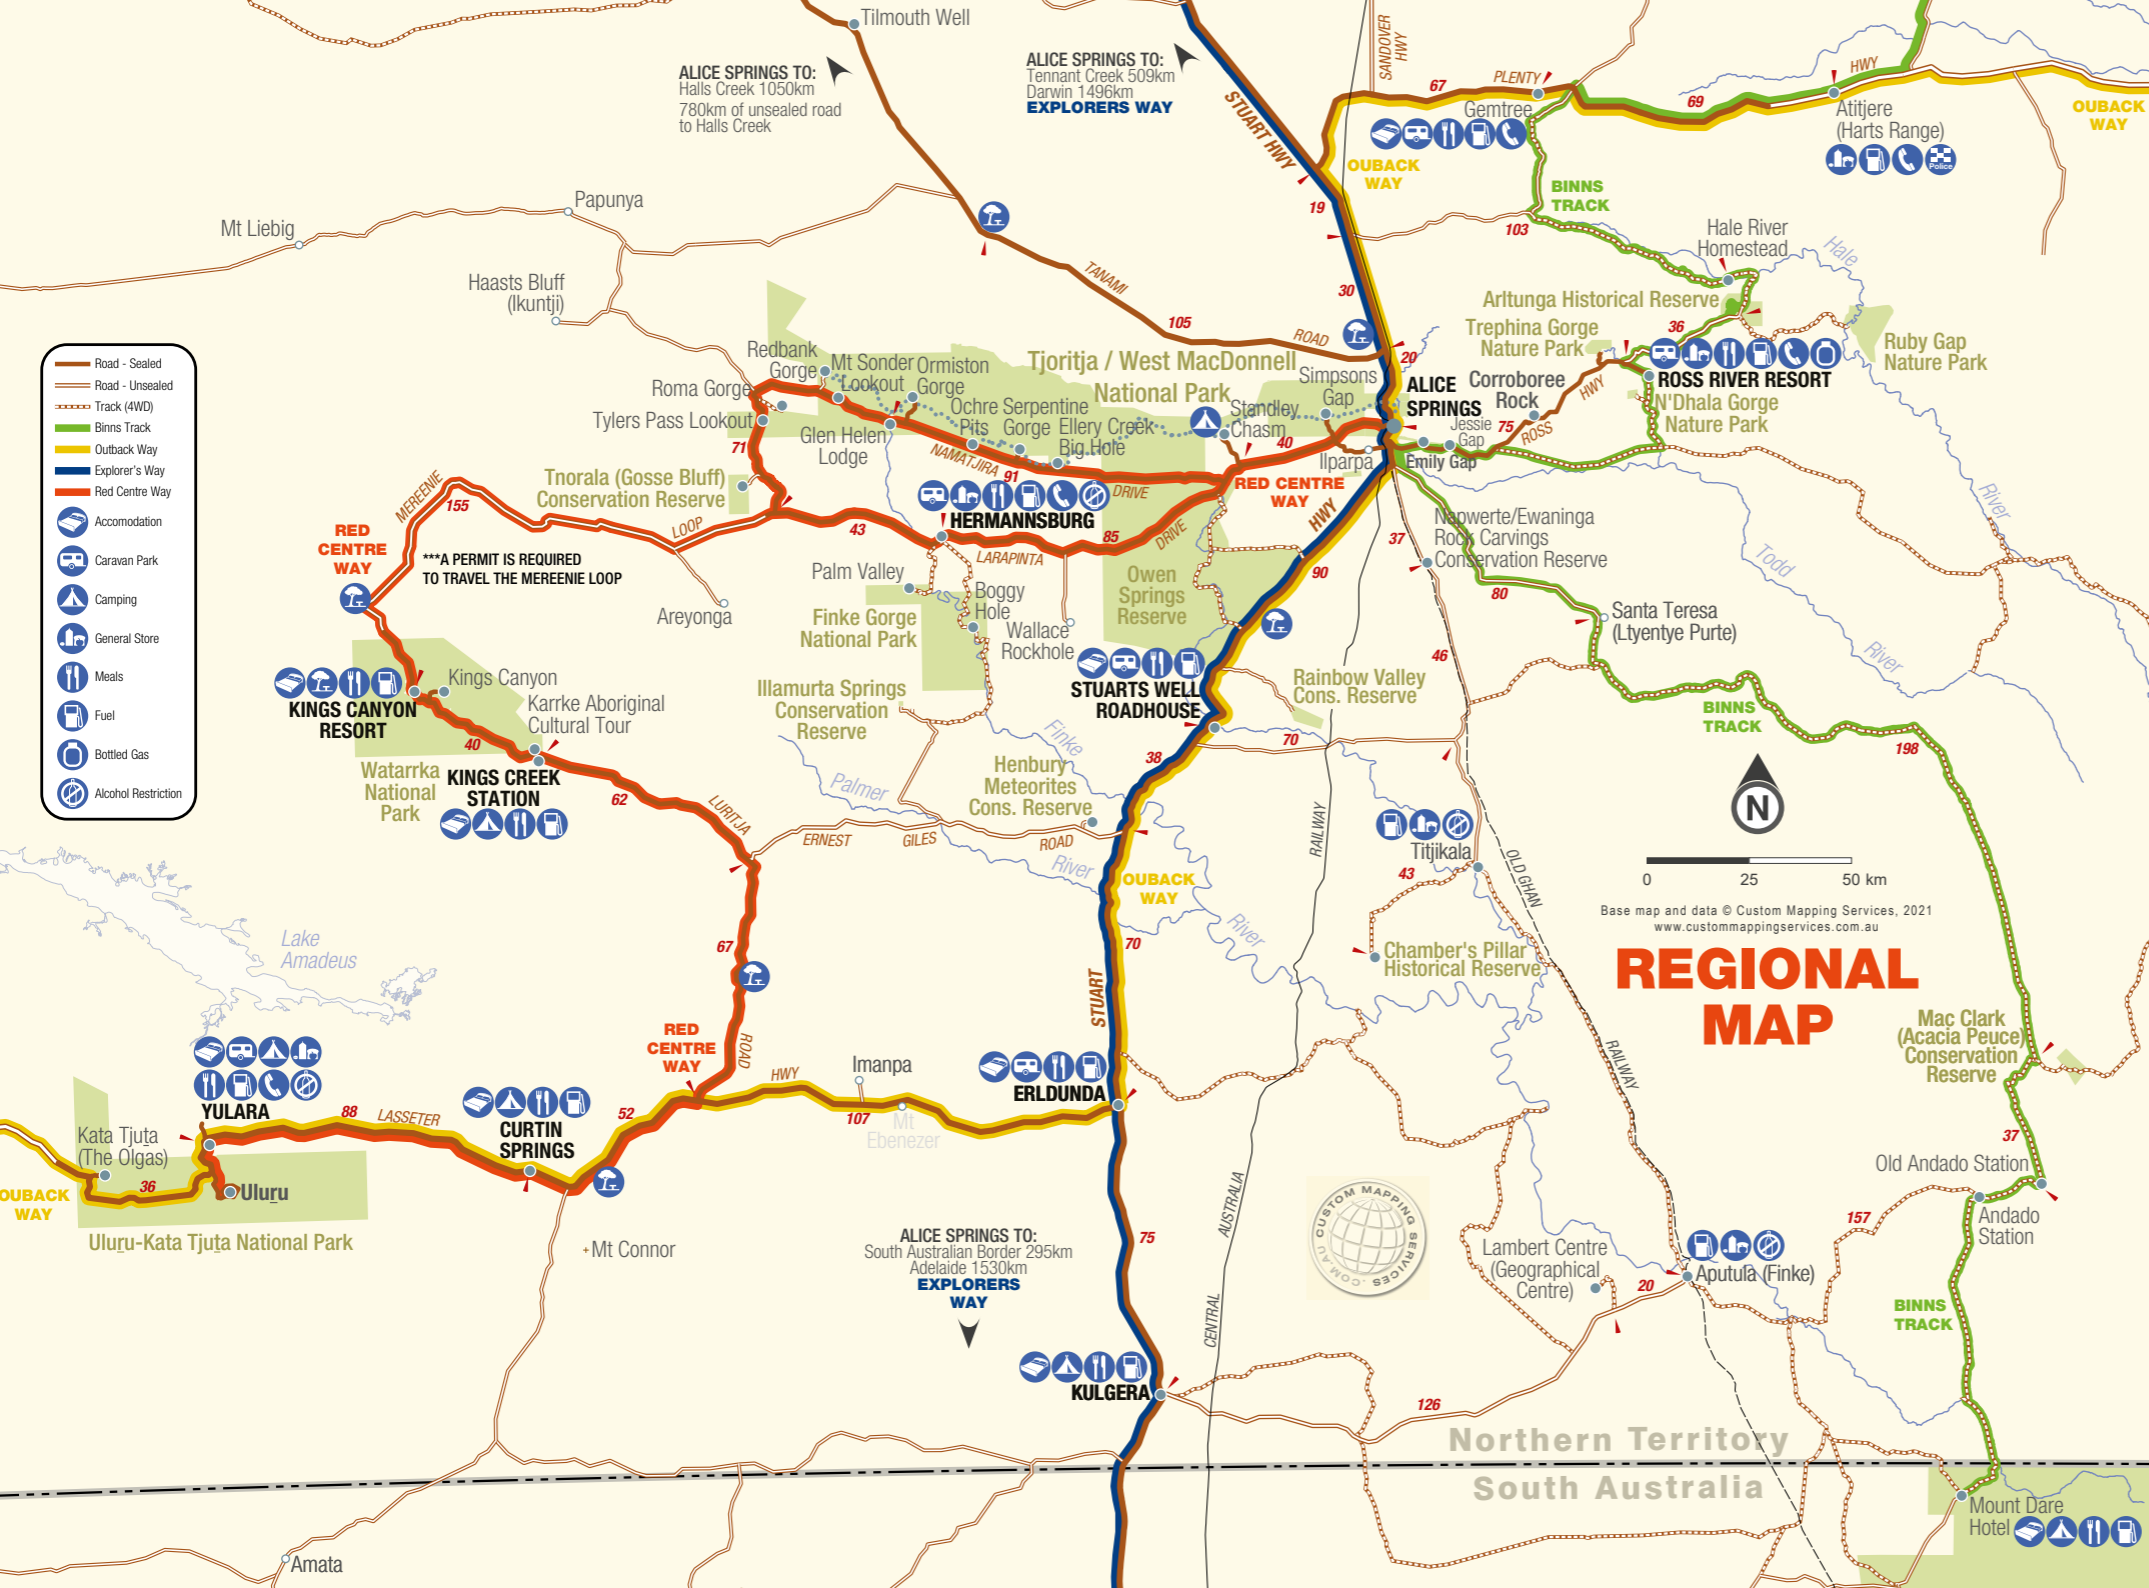 Tilmouth Well
ALICE SPRINGS TO:
Halls Creek 1050km
780km of unsealed road
to Halls Creek
ALICE SPRINGS TO:
Tennant Creek 509km
Darwin 1496km
EXPLORERS WAY
STUART HWY
SANDOVER
HWY
67
PLENTY
HWY
Gemtree
69
Atitjere
(Harts Range)
Police
OUBACK
WAY
OUBACK
WAY
BINNS
TRACK
19
103
30
Hale River
Homestead
Hale
Papunya
Mt Liebig
Haasts Bluff
(Ikuntji)
TANAMI
105
ROAD
20
Arltunga Historical Reserve
Trephina Gorge
Nature Park
36
Ruby Gap
Nature Park
ROSS RIVER RESORT
N'Dhala Gorge
Nature Park
Road - Sealed
Road - Unsealed
Track (4WD)
Binns Track
Outback Way
Explorer's Way
Red Centre Way
Accomodation
Caravan Park
Camping
General Store
Meals
Fuel
Bottled Gas
Alcohol Restriction
Redbank
Gorge
Mt Sonder
Lookout
Ormiston
Gorge
Tjoritja / West MacDonnell
National Park
Simpsons
Gap
ALICE
SPRINGS
Corroboree
Rock
HWY
Roma Gorge
Tylers Pass Lookout
Glen Helen
Lodge
Ochre
Pits
Serpentine
Gorge
Ellery Creek
Big Hole
Standley
Chasm
40
Jessie
Gap
75
ROSS
Ilparpa
Emily Gap
71
NAMATJIRA
91
DRIVE
RED CENTRE
WAY
HWY
Tnorala (Gosse Bluff)
Conservation Reserve
MEREENIE
155
LOOP
RED
CENTRE
WAY
***A PERMIT IS REQUIRED
TO TRAVEL THE MEREENIE LOOP
43
HERMANNSBURG
LARAPINTA
85
DRIVE
37
Napwerte/Ewaninga
Rock Carvings
Conservation Reserve
River
Todd
River
90
80
Santa Teresa
(Ltyentye Purte)
Areyonga
Palm Valley
Finke Gorge
National Park
Boggy
Hole
Wallace
Rockhole
Owen
Springs
Reserve
46
Kings Canyon
KINGS CANYON
RESORT
Karrke Aboriginal
Cultural Tour
40
Watarrka
National
Park
KINGS CREEK
STATION
62
LURITJA
Illamurta Springs
Conservation
Reserve
STUARTS WELL
ROADHOUSE
Rainbow Valley
Cons. Reserve
70
BINNS
TRACK
198
Finke
38
Palmer
Henbury
Meteorites
Cons. Reserve
ERNEST
GILES
ROAD
River
RAILWAY
Titjikala
43
OLD GHAN
N
0
25
50 km
Base map and data © Custom Mapping Services, 2021
www.custommappingservices.com.au
REGIONAL
MAP
OUBACK
WAY
River
70
Chamber's Pillar
Historical Reserve
Lake
Amadeus
67
STUART
RED
CENTRE
WAY
ROAD
RAILWAY
Mac Clark
(Acacia Peuce)
Conservation
Reserve
YULARA
88
LASSETER
CURTIN
SPRINGS
52
HWY
Imanpa
107
Mt
Ebenezer
ERLDUNDA
Kata Tjuṯa
(The Olgas)
36
Uluṟu
OUBACK
WAY
Uluṟu-Kata Tjuṯa National Park
37
Old Andado Station
Andado
Station
157
Mt Connor
ALICE SPRINGS TO:
South Australian Border 295km
Adelaide 1530km
EXPLORERS
WAY
75
AUSTRALIA
CENTRAL
CUSTOM MAPPING SERVICES .COM.AU
Lambert Centre
(Geographical
Centre)
20
Aputula (Finke)
BINNS
TRACK
KULGERA
126
Northern Territory
South Australia
Mount Dare
Hotel
Amata